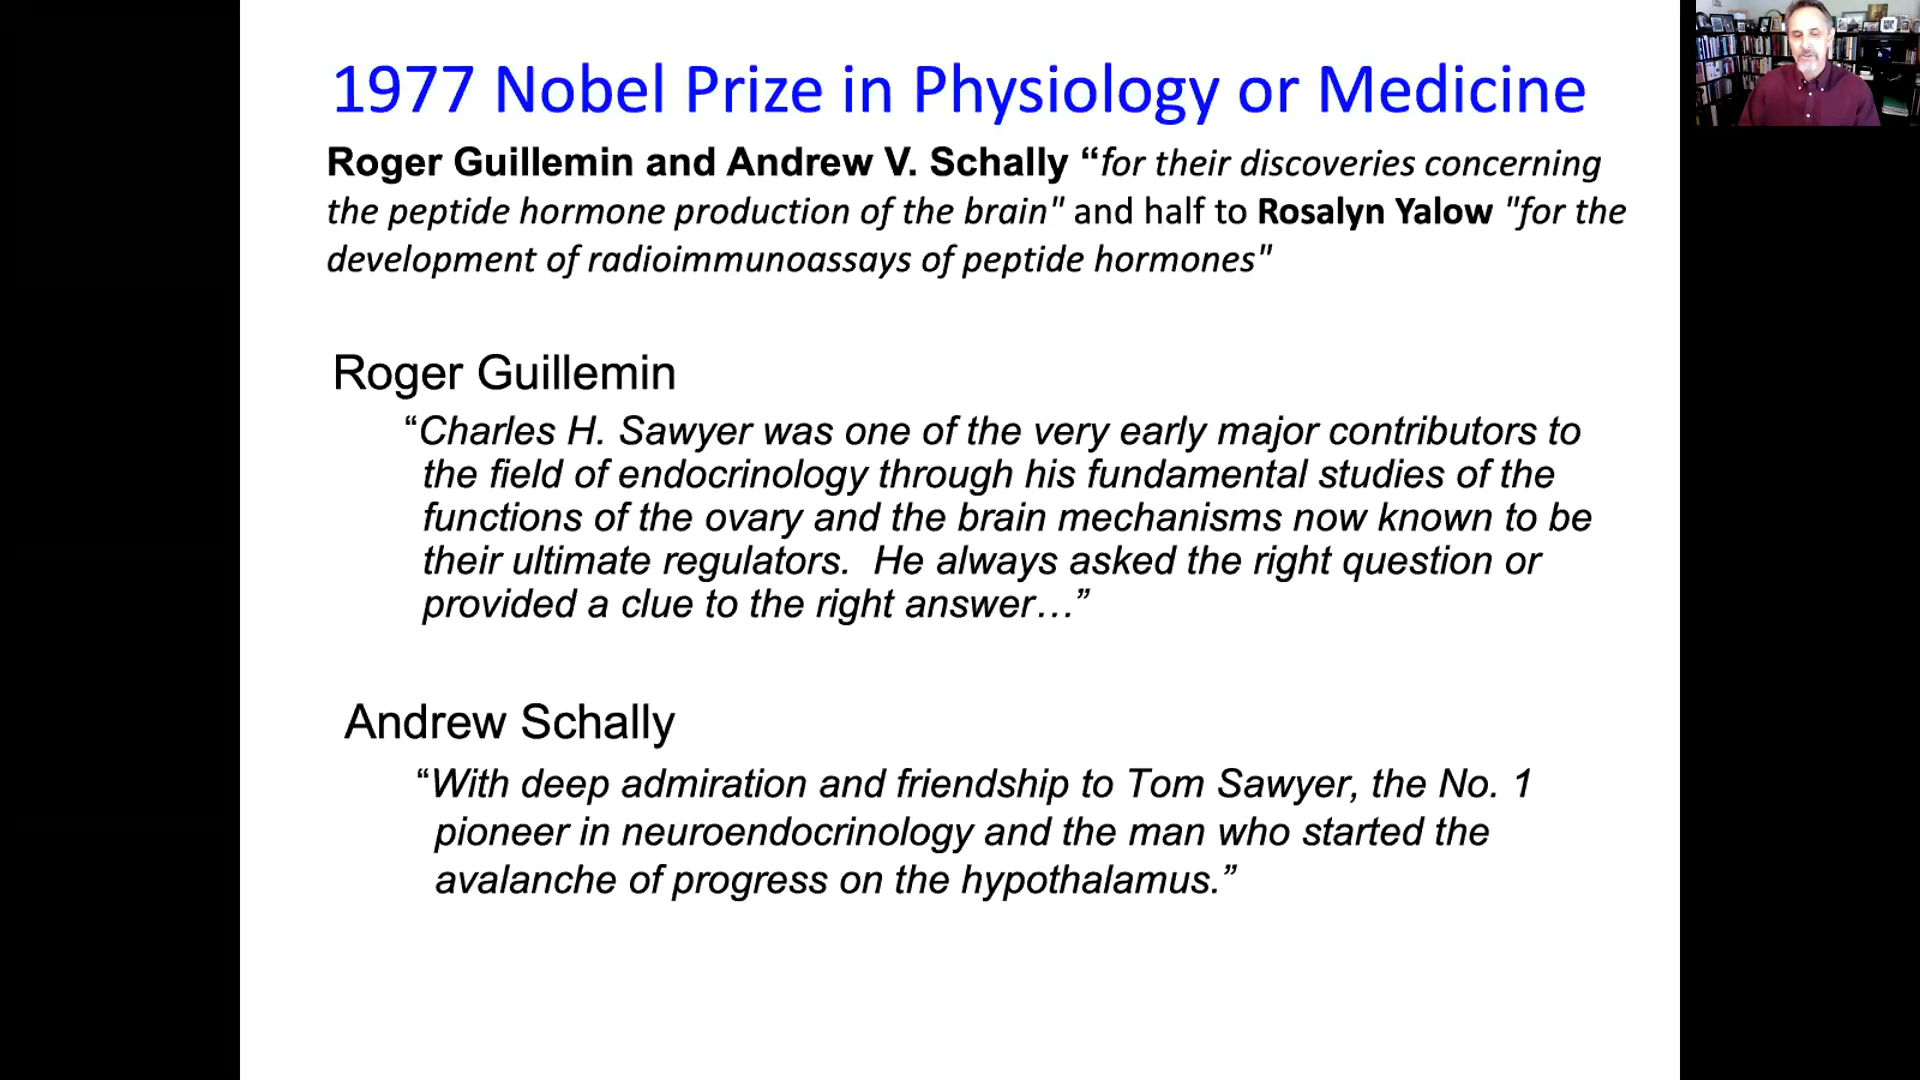 1977 Nobel Prize in Physiology or Medicine
Roger Guillemin and Andrew V. Schally “for their discoveries concerning
the peptide hormone production of the brain" and half to Rosalyn Yalow "for the
development of radioimmunoassays of peptide hormones"
Roger Guillemin
“Charles H. Sawyer was one of the very early major contributors to
the field of endocrinology through his fundamental studies of the
functions of the ovary and the brain mechanisms now known to be
their ultimate regulators.  He always asked the right question or
provided a clue to the right answer…”
Andrew Schally
“With deep admiration and friendship to Tom Sawyer, the No. 1
pioneer in neuroendocrinology and the man who started the
avalanche of progress on the hypothalamus.”